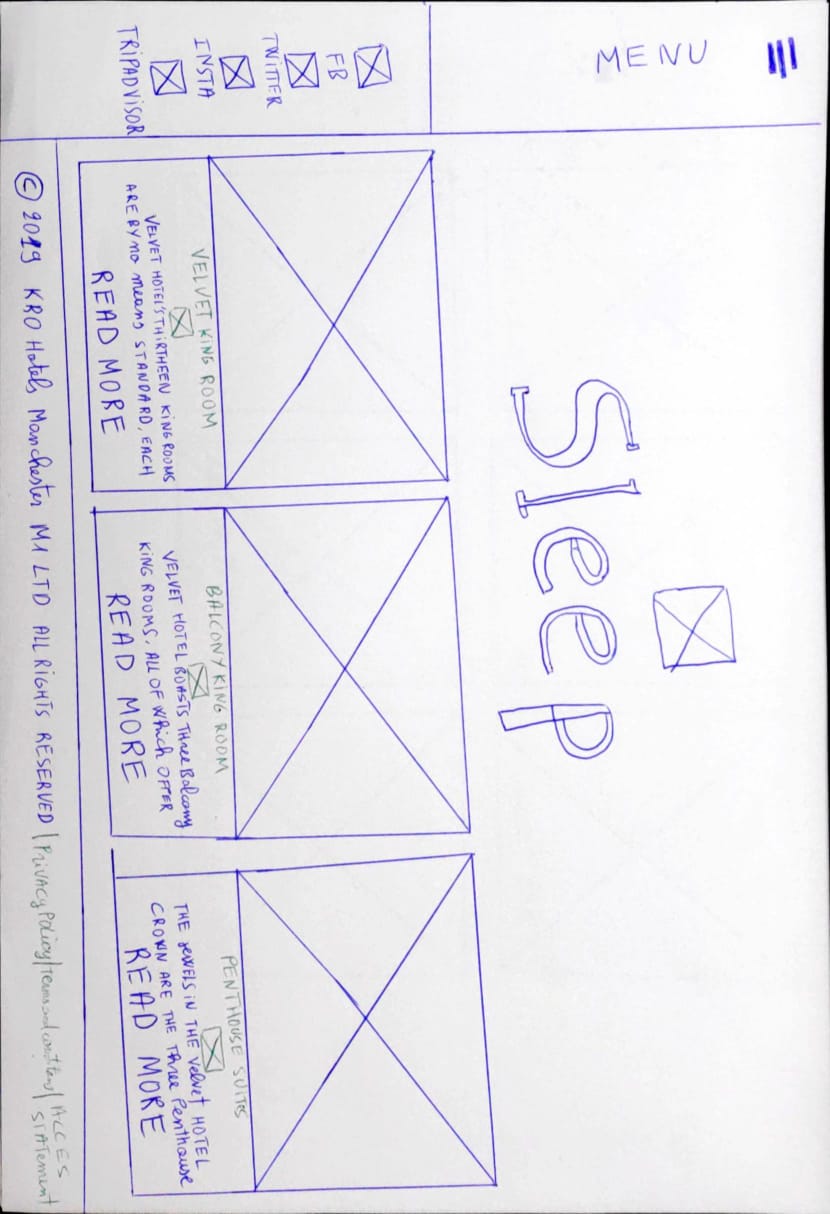 MENU
Sleep
FB
TWITTER
INSTA
TRIPADVISOR
VELVET KING ROOM
VELVET HOTEL'S THIRTHEEN KING ROOMS
ARE BY no means STANDARD, EACH
READ MORE
BALCONY KING ROOM
VELVET HOTEL BOASTS Three Balcony
KING ROOMS, ALL OF Which OFFER
READ MORE
PENTHOUSE SUITES
THE JEWELS IN THE Velvet HOTEL
CROWN ARE THE Three Penthouse
READ MORE
© 2019 KRO Hotels Manchester M1 LTD ALL RIGHTS RESERVED | Privacy Policy | Terms and conditions | ACCES
STATement